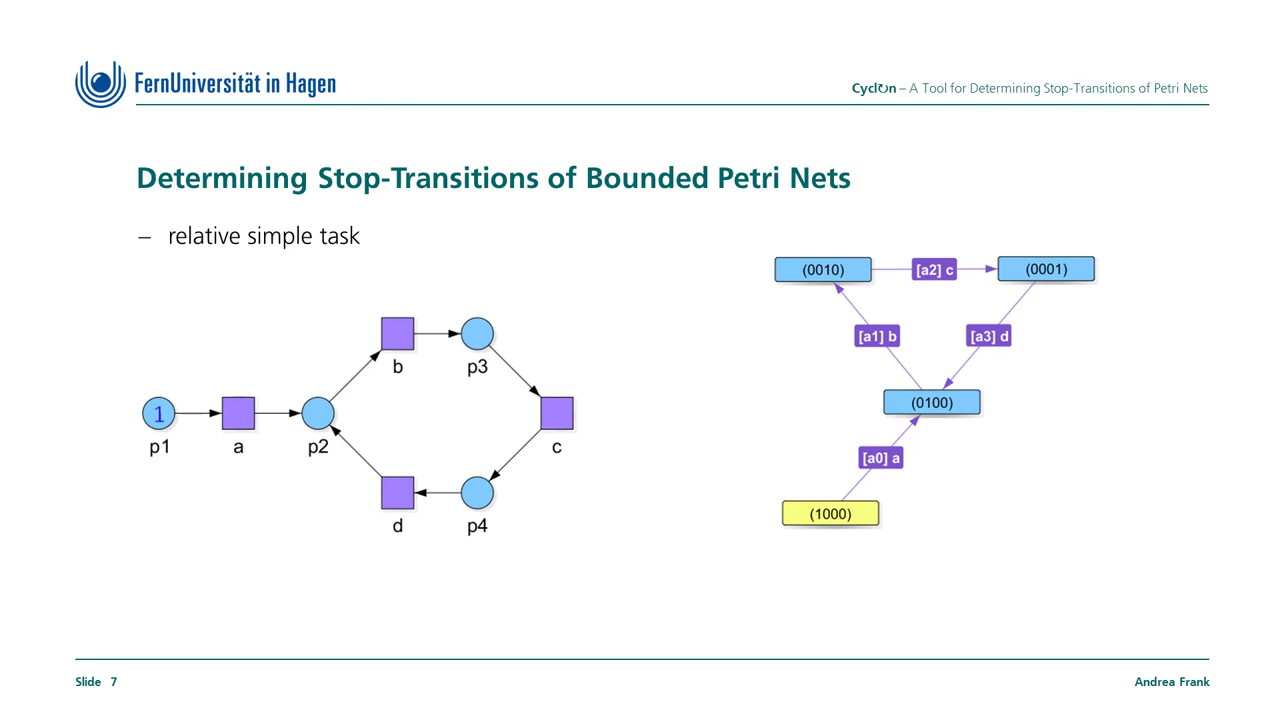 FernUniversität in Hagen
Cycl↻n – A Tool for Determining Stop-Transitions of Petri Nets
Determining Stop-Transitions of Bounded Petri Nets
– relative simple task
(0010)
[a2] c
(0001)
[a1] b
[a3] d
(0100)
[a0] a
(1000)
b
p3
1
p1
a
p2
c
d
p4
Slide 7
Andrea Frank